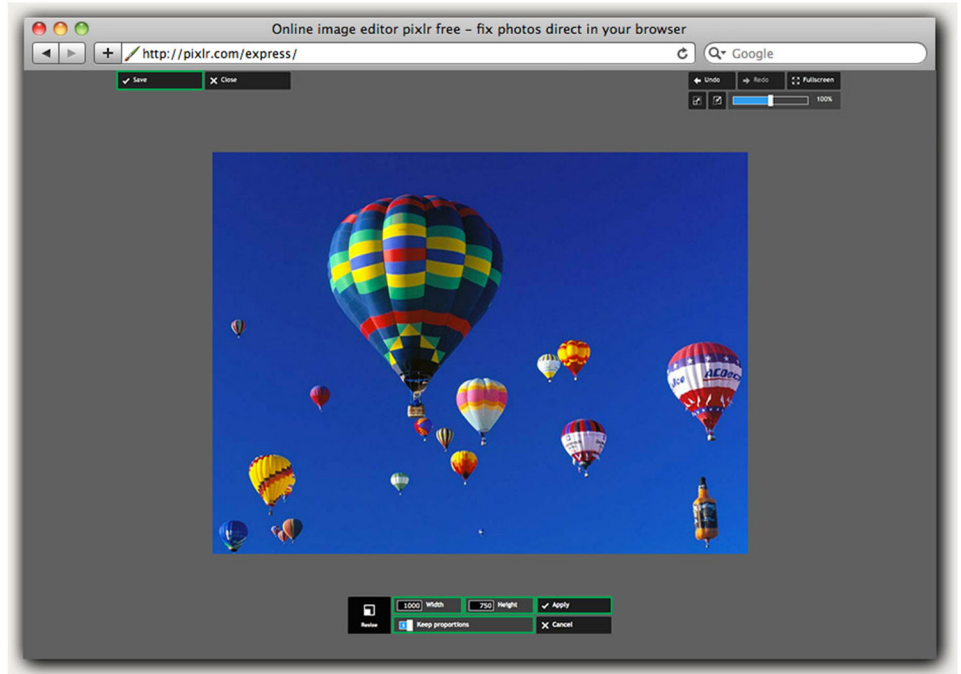 Online image editor pixlr free – fix photos direct in your browser
http://pixlr.com/express/
Google
Save
Close
Undo
Redo
Fullscreen
100%
1000 Width
750 Height
Apply
Resize
Keep proportions
Cancel